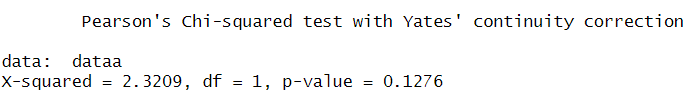 Pearson's Chi-squared test with Yates' continuity correction
data:  dataa
X-squared = 2.3209, df = 1, p-value = 0.1276